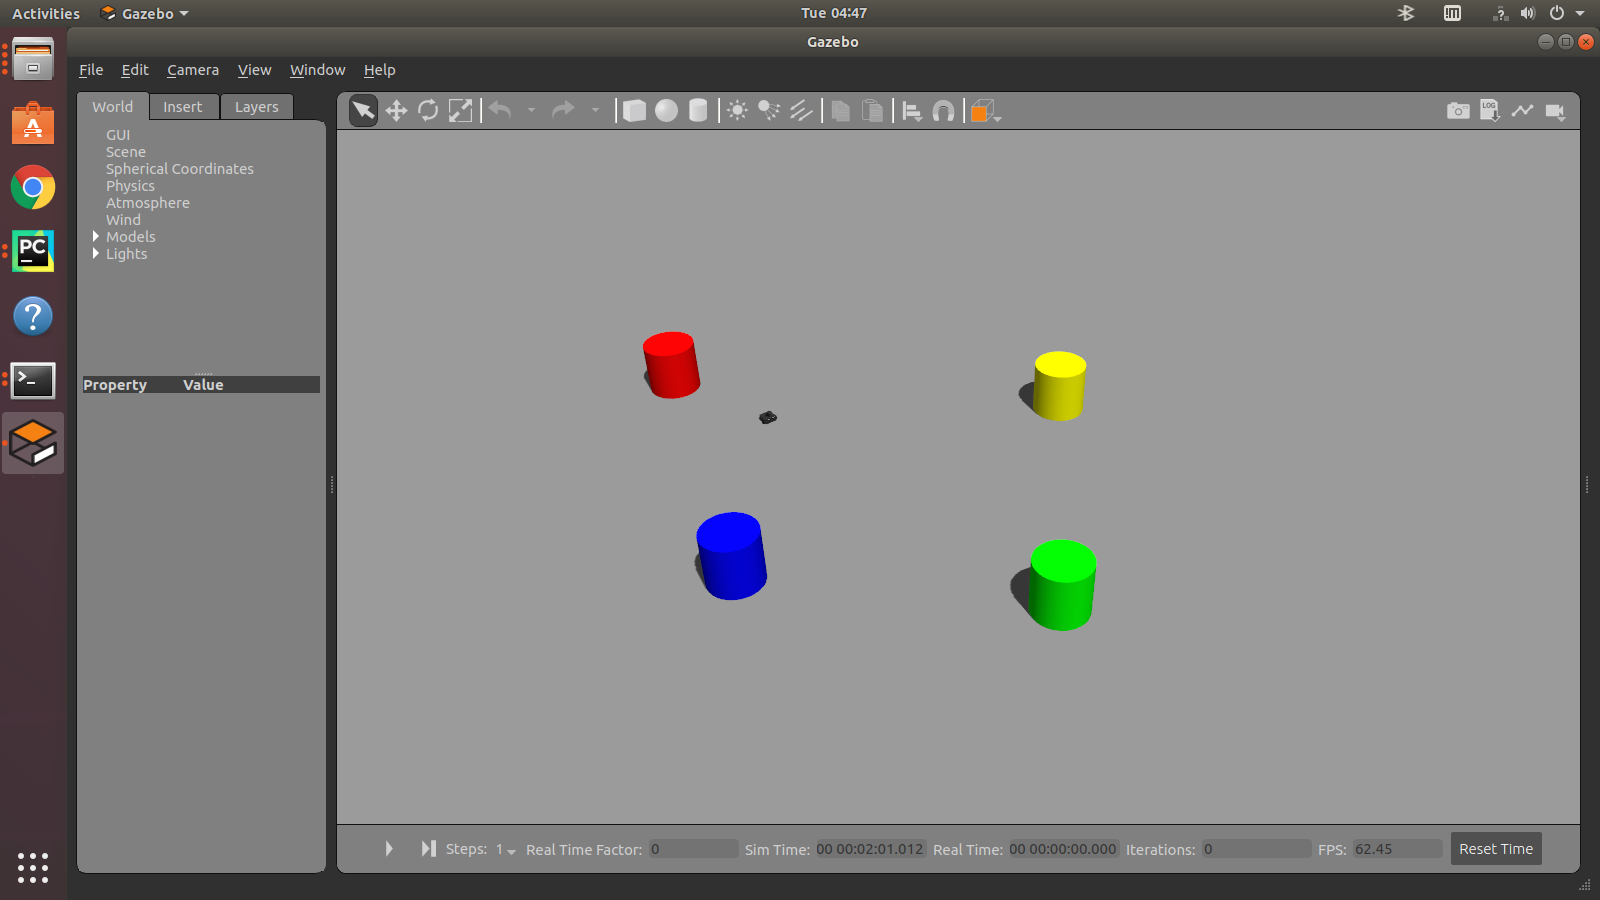 Activities Gazebo Tue 04:47
Gazebo
File Edit Camera View Window Help
World Insert Layers
GUI
Scene
Spherical Coordinates
Physics
Atmosphere
Wind
Models
Lights
Property Value
LOG
PC
Steps: 1 Real Time Factor: 0 Sim Time: 00 00:02:01.012 Real Time: 00 00:00:00.000 Iterations: 0 FPS: 62.45 Reset Time